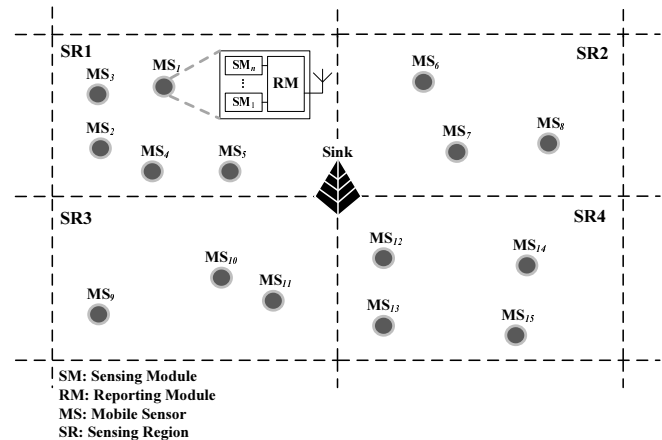 SR1
SR2
MS1
MS3
SMn
SM1
RM
MS6
MS2
MS4
MS5
MS7
MS8
Sink
SR3
SR4
MS12
MS14
MS10
MS11
MS9
MS13
MS15
SM: Sensing Module
RM: Reporting Module
MS: Mobile Sensor
SR: Sensing Region